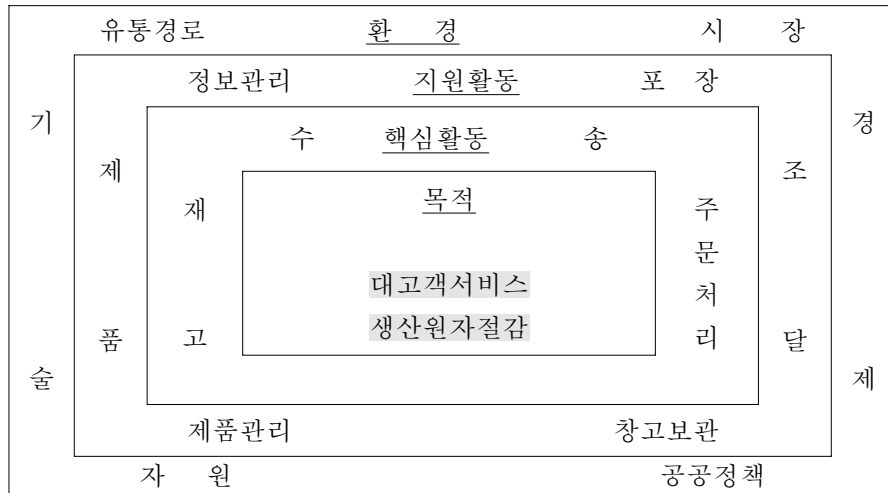 유통경로 환 경 시 장
정보관리 지원활동 포 장
수 핵심활동 송
기술
제품
재고
목적
대고객서비스
생산원자절감
주문처리
조달
경제
제품관리 창고보관
자 원 공공정책